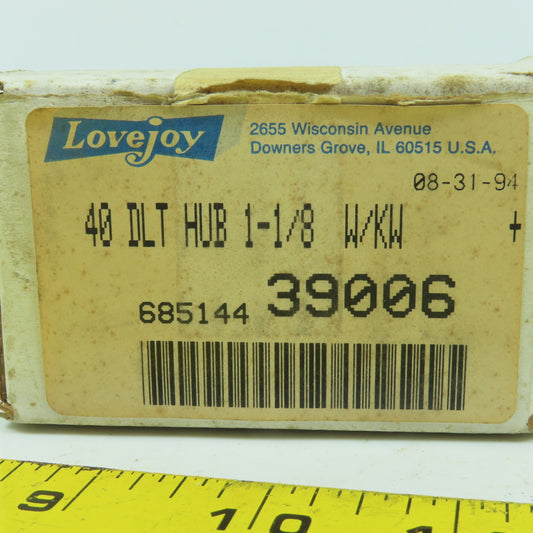 Lovejoy
2655 Wisconsin Avenue
Downers Grove, IL 60515 U.S.A.
08-31-94
40 DLT HUB 1-1/8 W/KW +
685144 39006
9 10